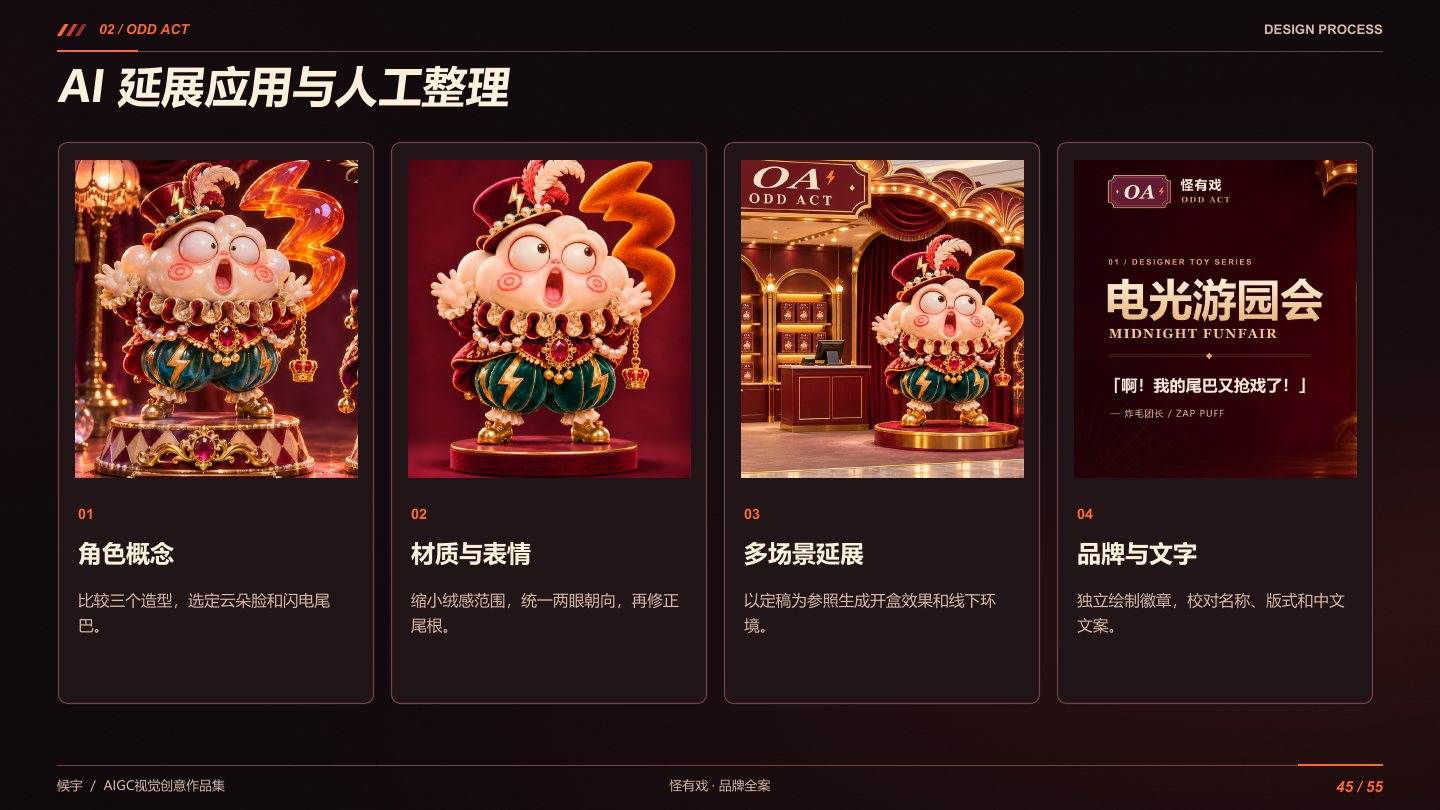 02 / ODD ACT
DESIGN PROCESS
AI 延展应用与人工整理
OA
ODD ACT
OA
怪有戏
ODD ACT
01 / DESIGNER TOY SERIES
电光游园会
MIDNIGHT FUNFAIR
「啊！我的尾巴又抢戏了！」
— 炸毛团长 / ZAP PUFF
01
角色概念
比较三个造型，选定云朵脸和闪电尾
巴。
02
材质与表情
缩小绒感范围，统一两眼朝向，再修正
尾根。
03
多场景延展
以定稿为参照生成开盒效果和线下环
境。
04
品牌与文字
独立绘制徽章，校对名称、版式和中文
文案。
候宇 / AIGC视觉创意作品集
怪有戏 · 品牌全案
45 / 55